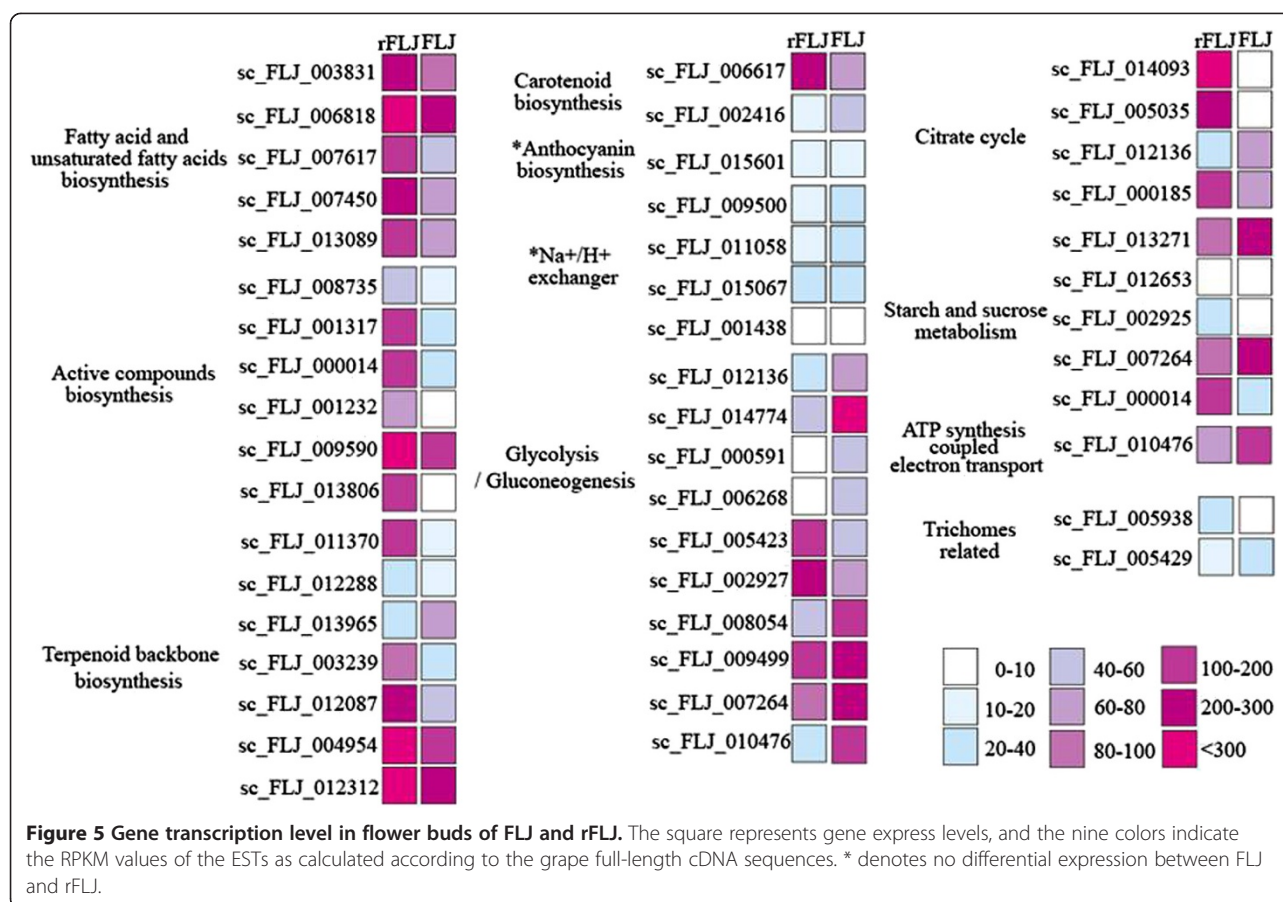 rFLJ FLJ
sc_FLJ_003831
sc_FLJ_006818
Fatty acid and
unsaturated fatty acids
biosynthesis
sc_FLJ_007617
sc_FLJ_007450
sc_FLJ_013089
sc_FLJ_008735
sc_FLJ_001317
Active compounds
biosynthesis
sc_FLJ_000014
sc_FLJ_001232
sc_FLJ_009590
sc_FLJ_013806
sc_FLJ_011370
sc_FLJ_012288
sc_FLJ_013965
Terpenoid backbone
biosynthesis
sc_FLJ_003239
sc_FLJ_012087
sc_FLJ_004954
sc_FLJ_012312
rFLJ FLJ
Carotenoid
biosynthesis
sc_FLJ_006617
sc_FLJ_002416
*Anthocyanin
biosynthesis
sc_FLJ_015601
sc_FLJ_009500
*Na+/H+
exchanger
sc_FLJ_011058
sc_FLJ_015067
sc_FLJ_001438
sc_FLJ_012136
sc_FLJ_014774
Glycolysis
/ Gluconeogenesis
sc_FLJ_000591
sc_FLJ_006268
sc_FLJ_005423
sc_FLJ_002927
sc_FLJ_008054
sc_FLJ_009499
sc_FLJ_007264
sc_FLJ_010476
rFLJ FLJ
sc_FLJ_014093
sc_FLJ_005035
Citrate cycle
sc_FLJ_012136
sc_FLJ_000185
sc_FLJ_013271
sc_FLJ_012653
Starch and sucrose
metabolism
sc_FLJ_002925
sc_FLJ_007264
sc_FLJ_000014
ATP synthesis
coupled
electron transport
sc_FLJ_010476
Trichomes
related
sc_FLJ_005938
sc_FLJ_005429
0-10 40-60 100-200
10-20 60-80 200-300
20-40 80-100 <300
Figure 5 Gene transcription level in flower buds of FLJ and rFLJ. The square represents gene express levels, and the nine colors indicate
the RPKM values of the ESTs as calculated according to the grape full-length cDNA sequences. * denotes no differential expression between FLJ
and rFLJ.